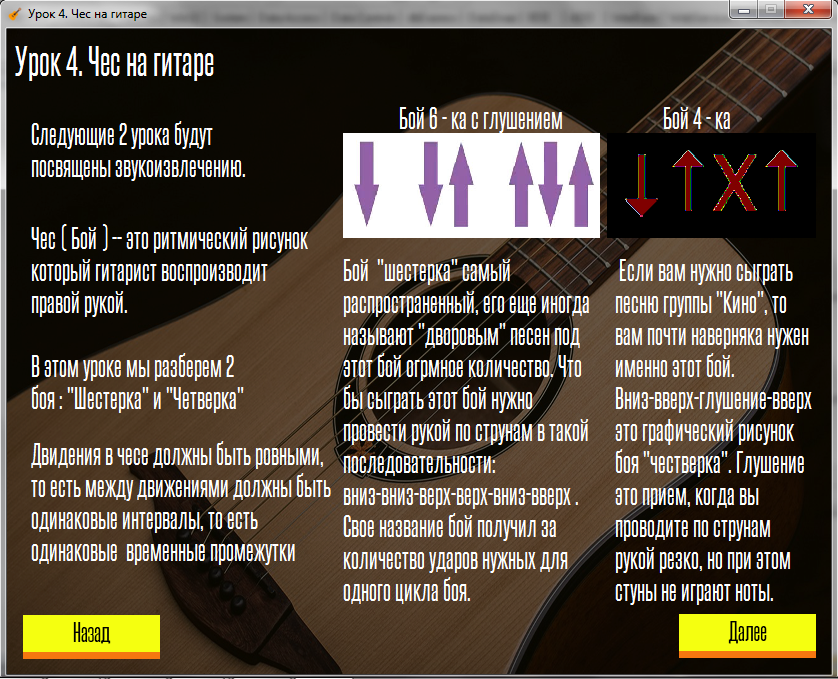 Урок 4. Чес на гитаре
Урок 4. Чес на гитаре
Следующие 2 урока будут
посвящены звукоизвлечению.
Чес ( Бой ) -- это ритмический рисунок
который гитарист воспроизводит
правой рукой.
В этом уроке мы разберем 2
боя : "Шестерка" и "Четверка"
Двидения в чесе должны быть ровными,
то есть между движениями должны быть
одинаковые интервалы, то есть
одинаковые временные промежутки
Бой 6 - ка с глушением
Бой "шестерка" самый
распространенный, его еще иногда
называют "дворовым" песен под
этот бой огрмное количество. Что
бы сыграть этот бой нужно
провести рукой по струнам в такой
последовательности:
вниз-вниз-верх-верх-вниз-вверх .
Свое название бой получил за
количество ударов нужных для
одного цикла боя.
Бой 4 - ка
Если вам нужно сыграть
песню группы "Кино", то
вам почти наверняка нужен
именно этот бой.
Вниз-вверх-глушение-вверх
это графический рисунок
боя "честверка". Глушение
это прием, когда вы
проводите по струнам
рукой резко, но при этом
стуны не играют ноты.
Назад
Далее